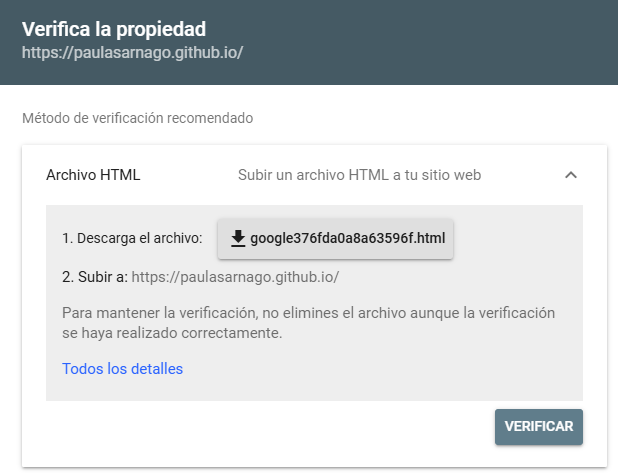 Verifica la propiedad
https://paulasarnago.github.io/
Método de verificación recomendado
Archivo HTML Subir un archivo HTML a tu sitio web
1. Descarga el archivo: google376fda0a8a63596f.html
2. Subir a: https://paulasarnago.github.io/
Para mantener la verificación, no elimines el archivo aunque la verificación
se haya realizado correctamente.
Todos los detalles
VERIFICAR